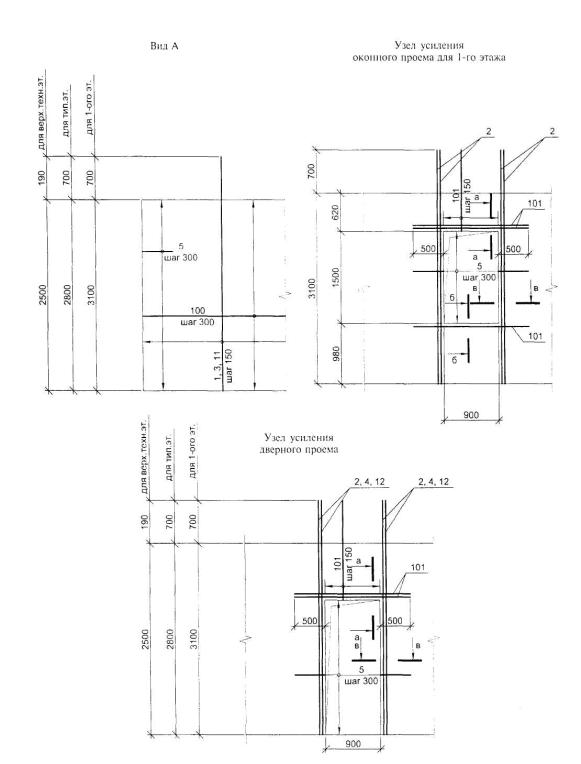 Вид А
для верх.техн.эт.
для тип.эт.
для 1-ого эт.
190
700
700
2500
2800
3100
5
шаг 300
100
шаг 300
1, 3, 11
шаг 150
Узел усиления
оконного проема для 1-го этажа
2
2
700
620
1500
3100
980
101
шаг 150
а
101
500
500
а
5
шаг 300
в
в
б
101
б
900
Узел усиления
дверного проема
для верх.техн.эт.
для тип.эт.
для 1-ого эт.
2, 4, 12
2, 4, 12
190
700
700
2500
2800
3100
101
шаг 150
а
101
500
500
а
в
в
5
шаг 300
900